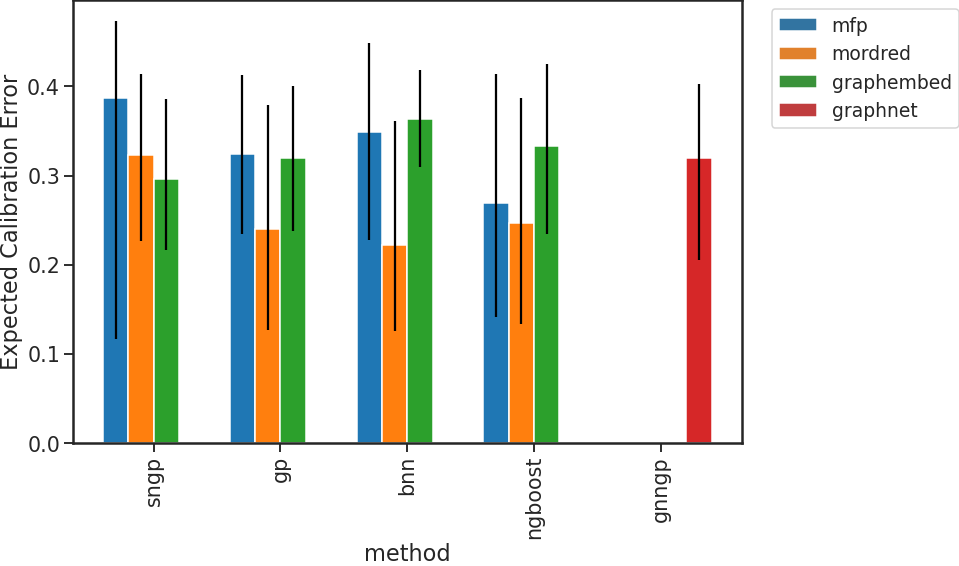 mfp
mordred
graphembed
graphnet
Expected Calibration Error
0.4
0.3
0.2
0.1
0.0
sngp
gp
bnn
ngboost
gnngp
method